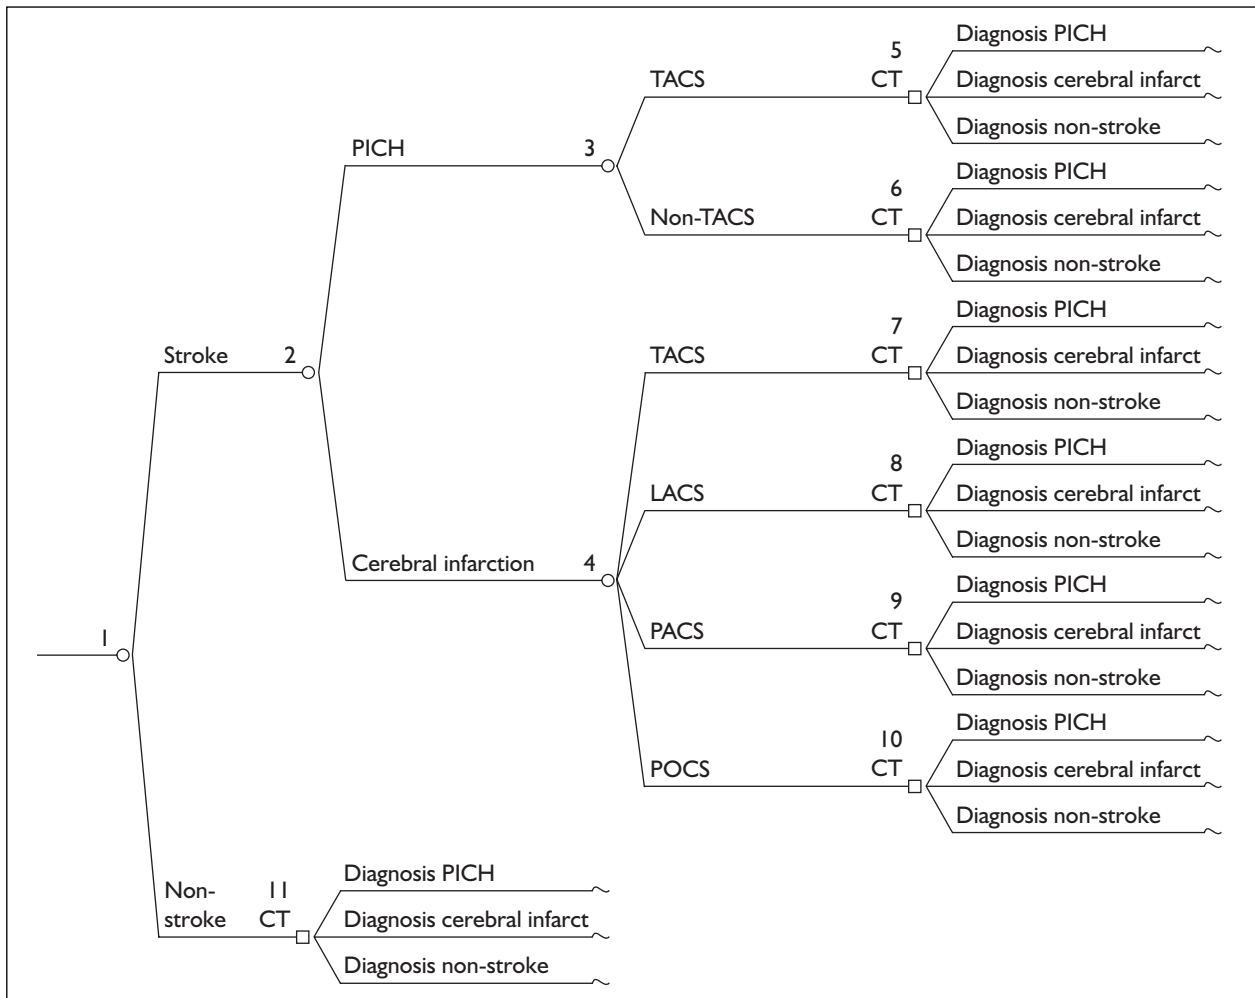 Diagnosis PICH
5
TACS
CT
Diagnosis cerebral infarct
Diagnosis non-stroke
PICH
3
Diagnosis PICH
6
Non-TACS
CT
Diagnosis cerebral infarct
Diagnosis non-stroke
Diagnosis PICH
7
Stroke
2
TACS
CT
Diagnosis cerebral infarct
Diagnosis non-stroke
Diagnosis PICH
8
LACS
CT
Diagnosis cerebral infarct
Diagnosis non-stroke
Cerebral infarction
4
Diagnosis PICH
9
1
PACS
CT
Diagnosis cerebral infarct
Diagnosis non-stroke
Diagnosis PICH
10
POCS
CT
Diagnosis cerebral infarct
Diagnosis non-stroke
Non-
stroke
11
CT
Diagnosis PICH
Diagnosis cerebral infarct
Diagnosis non-stroke